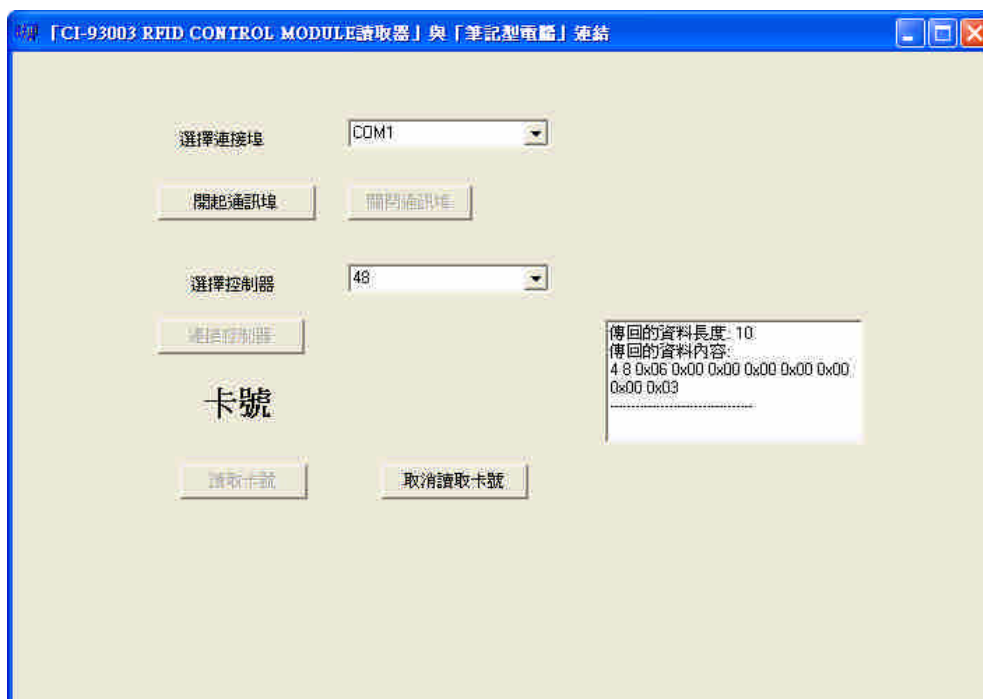 「CI-93003 RFID CONTROL MODULE讀取器」與「筆記型電腦」連結
選擇連接埠
COM1
開起通訊埠
關閉通訊埠
選擇控制器
48
連接控制器
傳回的資料長度: 10
傳回的資料內容:
4 8 0x06 0x00 0x00 0x00 0x00 0x00
0x00 0x03
--------------------------------
卡號
讀取卡號
取消讀取卡號